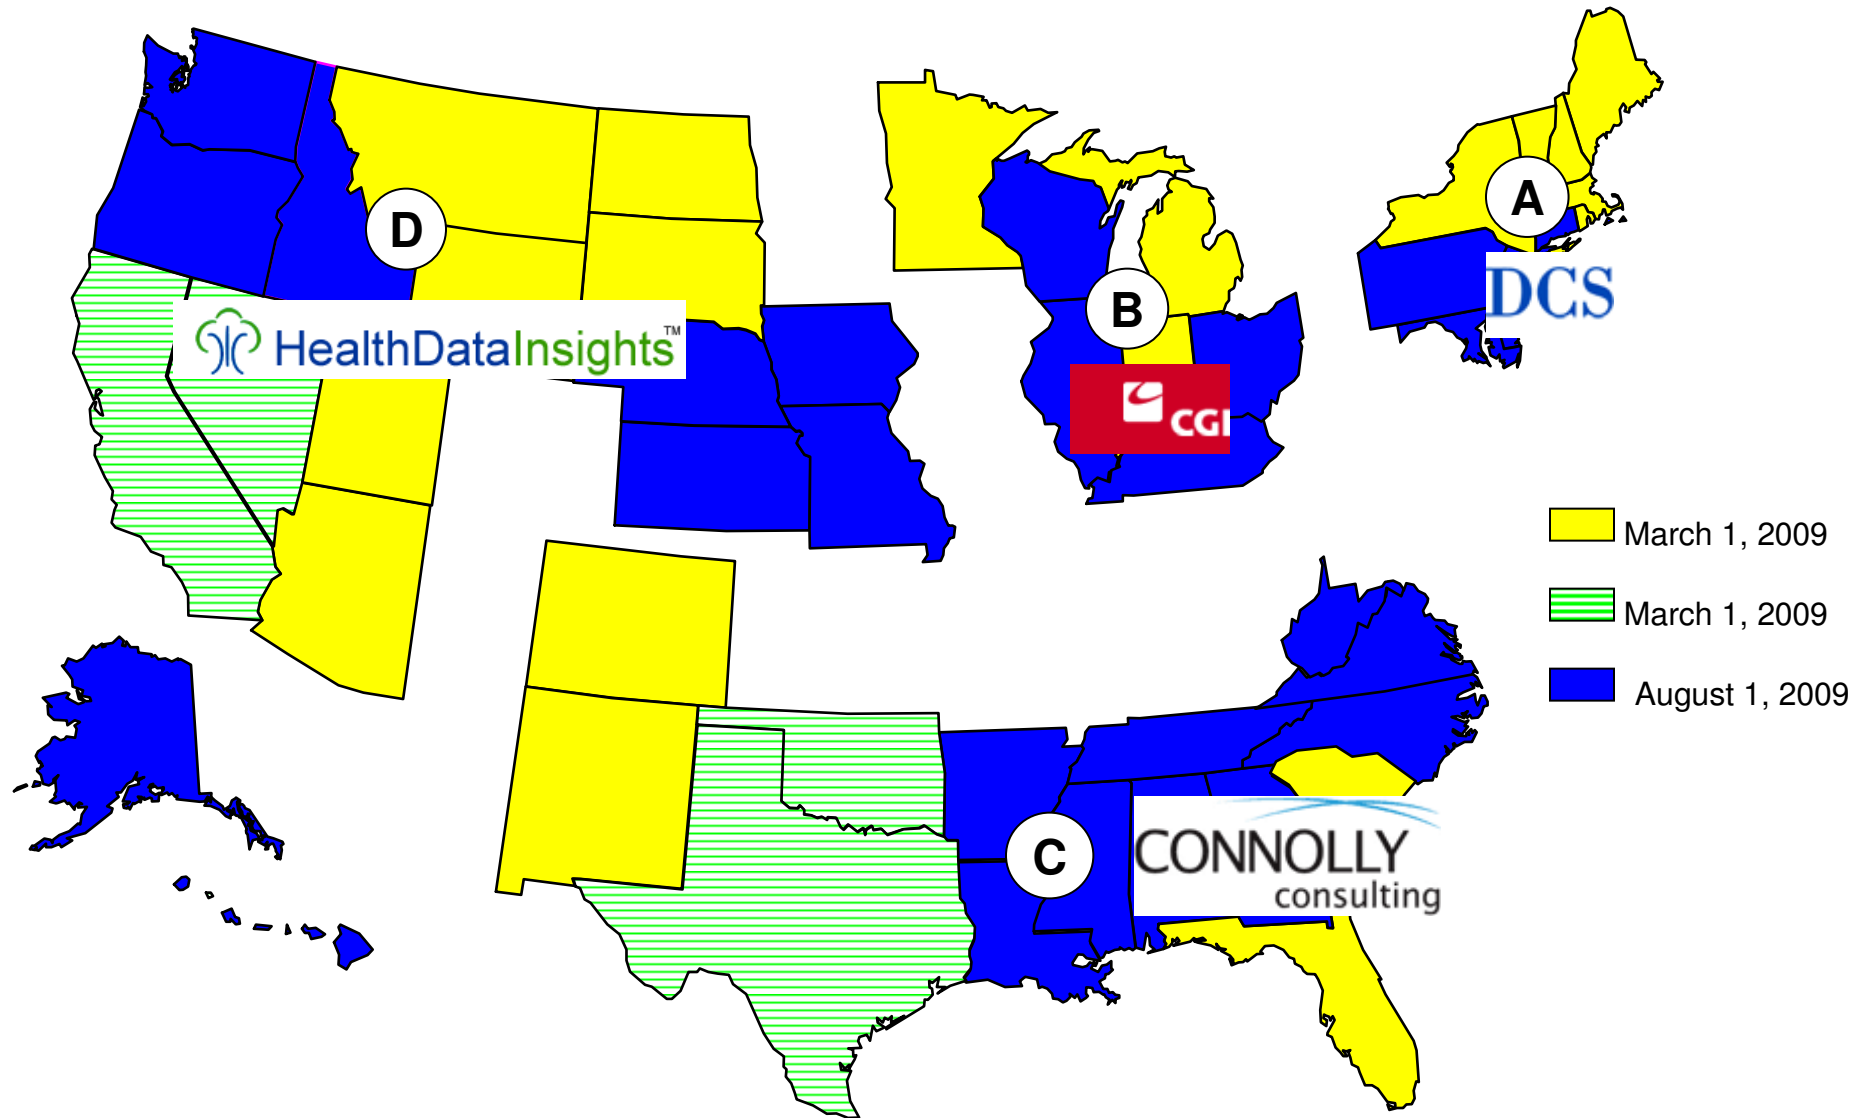 A
D
DCS
B
HealthDataInsights™
CGI
March 1, 2009
March 1, 2009
August 1, 2009
C
CONNOLLY
consulting